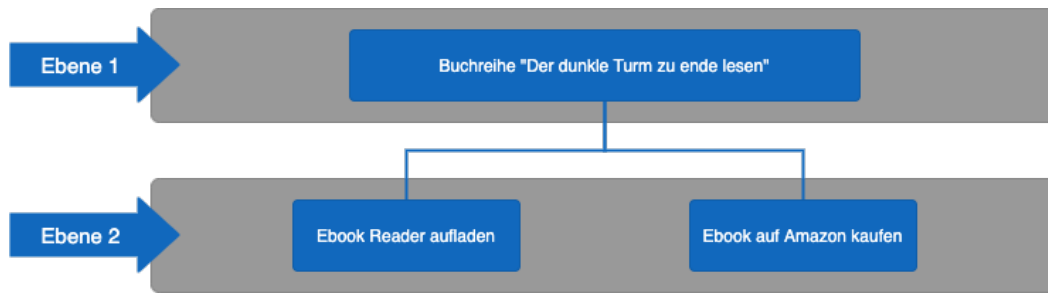 Ebene 1
Buchreihe "Der dunkle Turm zu ende lesen"
Ebene 2
Ebook Reader aufladen
Ebook auf Amazon kaufen